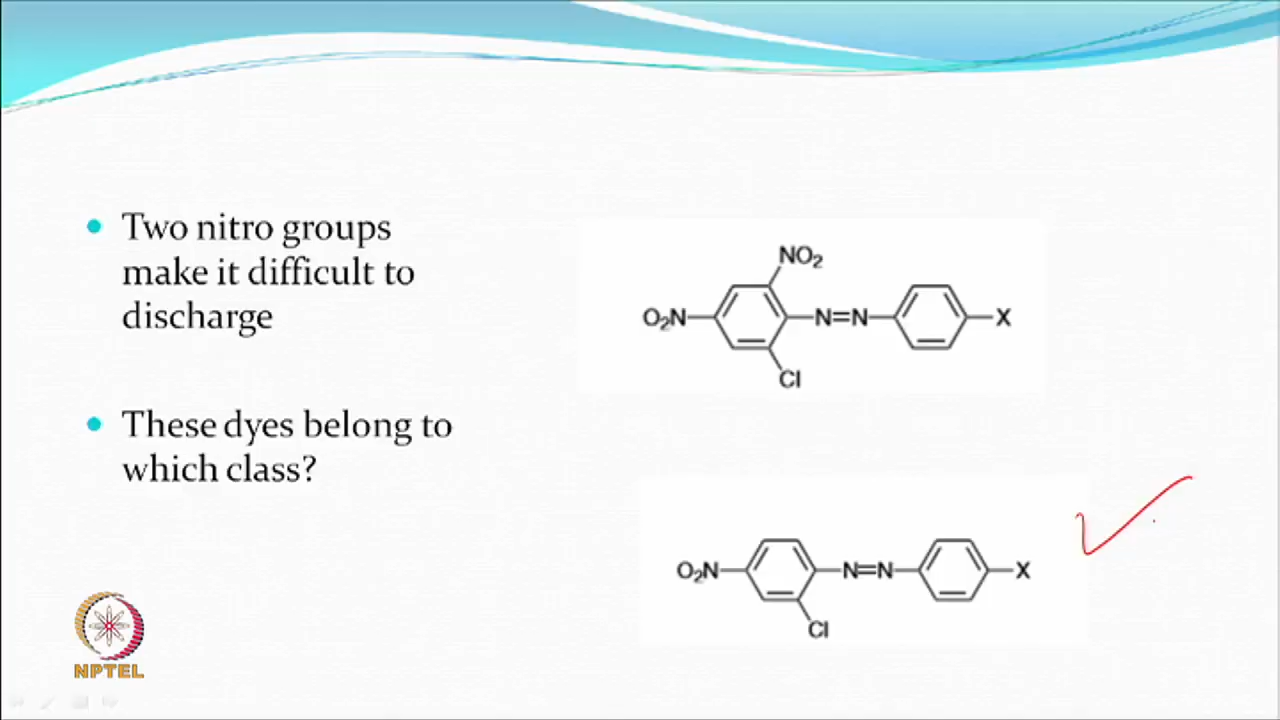 Two nitro groups
make it difficult to
discharge
These dyes belong to
which class?
NO₂
O₂N
N=N
X
Cl
O₂N
N=N
X
Cl
NPTEL